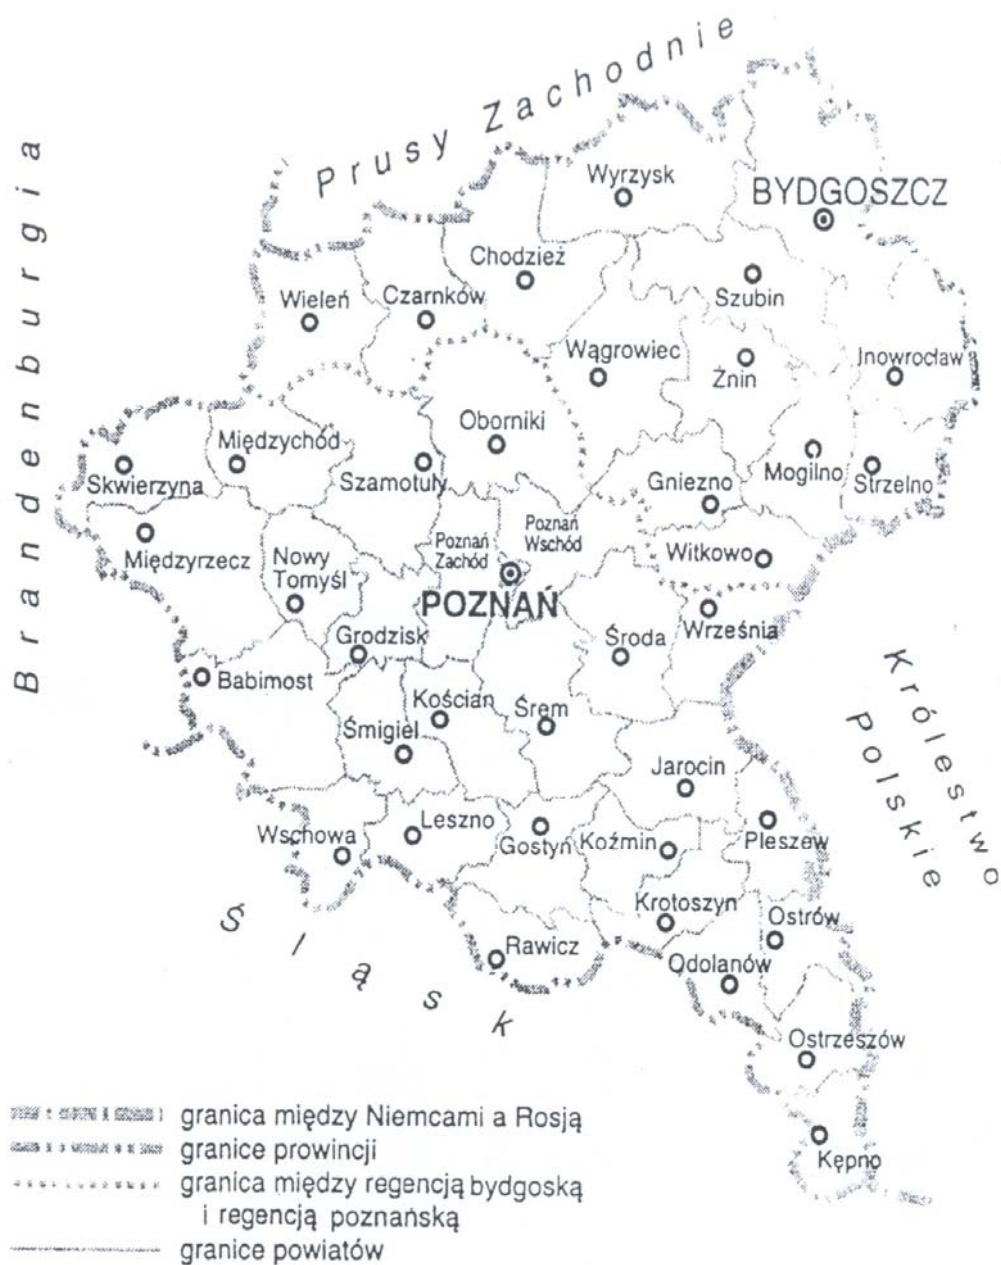 Prusy Zachodnie
Brandenburgia
Wyrzysk
BYDGOSZCZ
Chodzież
Szubin
Wieleń
Czarnków
Wągrowiec
Żnin
Inowrocław
Oborniki
Międzychód
Skwierzyna
Szamotuły
Gniezno
Mogilno
Strzelno
Międzyrzecz
Nowy
Tomyśl
Poznań
Zachód
Poznań
Wschód
Witkowo
POZNAŃ
Grodzisk
Środa
Września
Babimost
Kościan
Śmigiel
Śrem
Królestwo
Polskie
Jarocin
Wschowa
Leszno
Gostyń
Koźmin
Pleszew
Krotoszyn
Ostrów
Śląsk
Rawicz
Odolanów
Ostrzeszów
Kępno
granica między Niemcami a Rosją
granice prowincji
granica między regencją bydgoską
i regencją poznańską
granice powiatów